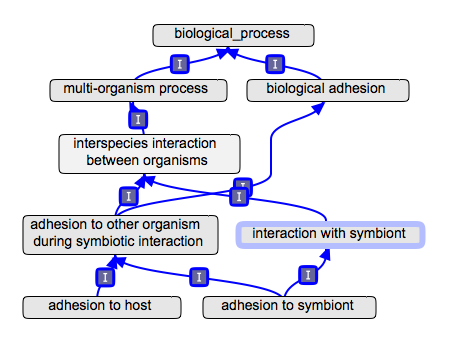 biological_process
I
I
multi-organism process
biological adhesion
I
interspecies interaction
between organisms
I
I
I
adhesion to other organism
during symbiotic interaction
interaction with symbiont
I
I
I
adhesion to host
adhesion to symbiont